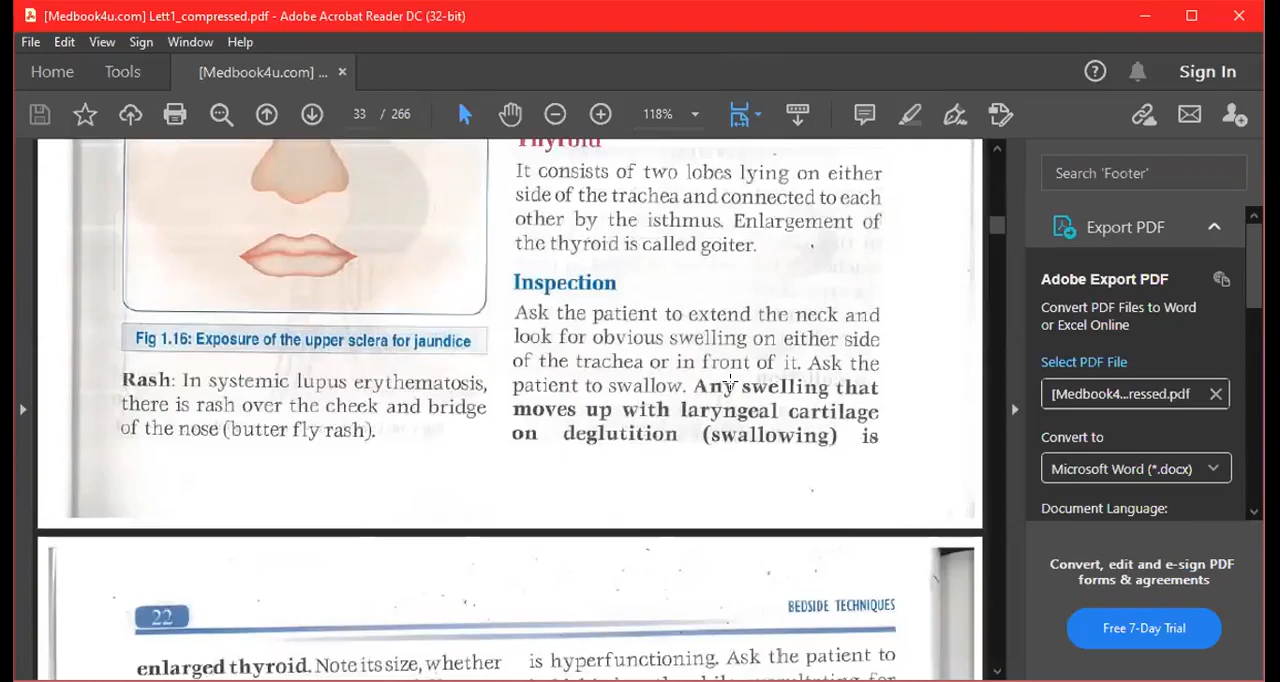 [Medbook4u.com] Lett1_compressed.pdf - Adobe Acrobat Reader DC (32-bit)
File Edit View Sign Window Help
Home Tools [Medbook4u.com] ... × Sign In
33 / 266 118%
Thyroid
It consists of two lobes lying on either
side of the trachea and connected to each
other by the isthmus. Enlargement of
the thyroid is called goiter.
Inspection
Ask the patient to extend the neck and
look for obvious swelling on either side
of the trachea or in front of it. Ask the
patient to swallow. Any swelling that
moves up with laryngeal cartilage
on deglutition (swallowing) is
Fig 1.16: Exposure of the upper sclera for jaundice
Rash: In systemic lupus erythematosis,
there is rash over the cheek and bridge
of the nose (butter fly rash).
22
BEDSIDE TECHNIQUES
enlarged thyroid. Note its size, whether
is hyperfunctioning. Ask the patient to
Search 'Footer'
Export PDF
Adobe Export PDF
Convert PDF Files to Word
or Excel Online
Select PDF File
[Medbook4...ressed.pdf
Convert to
Microsoft Word (*.docx)
Document Language:
Convert, edit and e-sign PDF
forms & agreements
Free 7-Day Trial